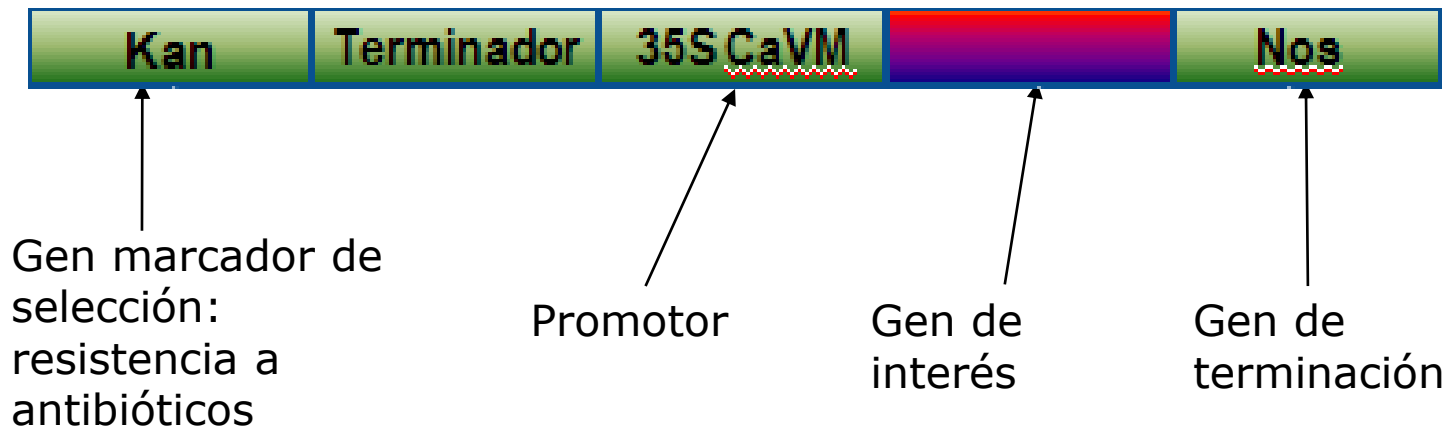 Kan Terminador 35S CaVM Nos
Gen marcador de
selección:
resistencia a
antibióticos
Promotor
Gen de
interés
Gen de
terminación